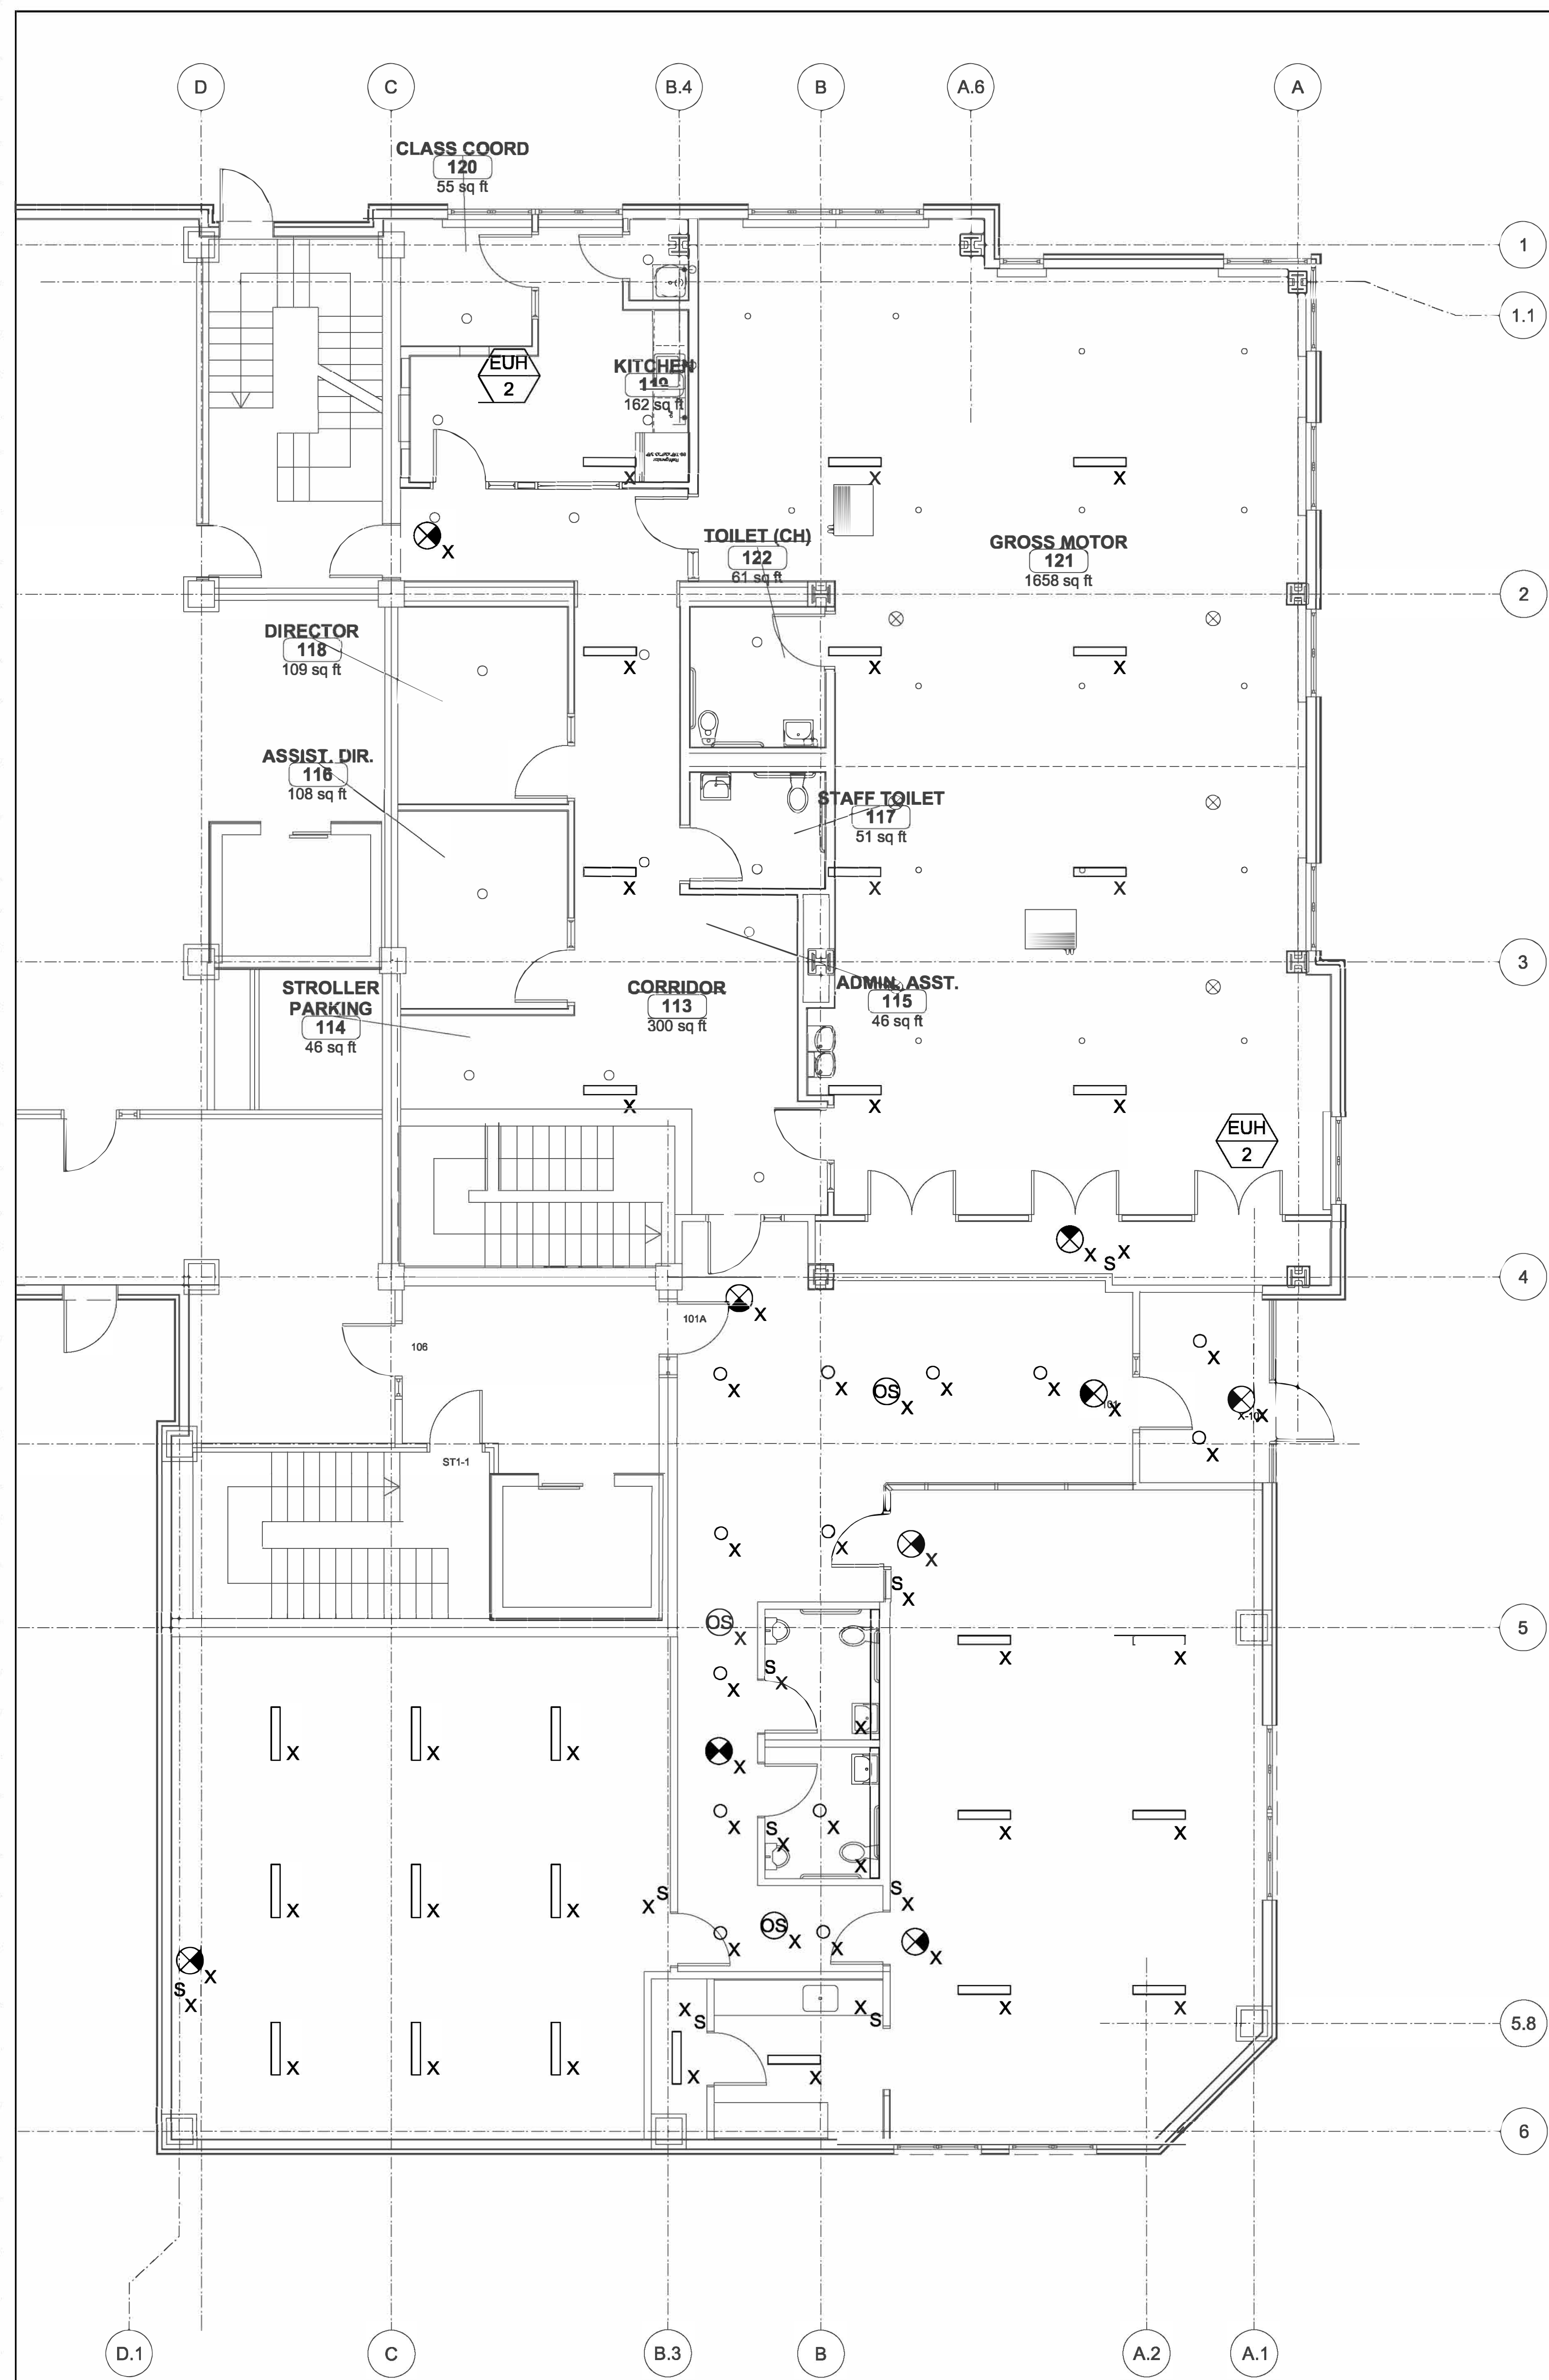 D
C
B.4
B
A.6
A
CLASS COORD
120
55 sq ft
1
1.1
EUH
2
KITCHEN
119
162 sq ft
Refrigerator
X
X
X
X
TOILET (CH)
122
61 sq ft
GROSS MOTOR
121
1658 sq ft
2
DIRECTOR
118
109 sq ft
X
X
X
ASSIST. DIR.
116
108 sq ft
STAFF TOILET
117
51 sq ft
X
X
X
3
STROLLER
PARKING
114
46 sq ft
CORRIDOR
113
300 sq ft
ADMIN. ASST.
115
46 sq ft
X
X
X
EUH
2
X
S
X
4
X
101A
106
X
X
X
OS
X
X
X
101
X
X-101
X
X
X
ST1-1
X
X
X
S
X
5
OS
X
X
S
X
X
X
X
X
X
X
X
X
X
X
S
X
X
X
X
X
X
X
X
S
S
X
OS
X
X
X
X
X
S
X
X
S
X
S
X
X
5.8
X
X
X
X
X
6
D.1
C
B.3
B
A.2
A.1